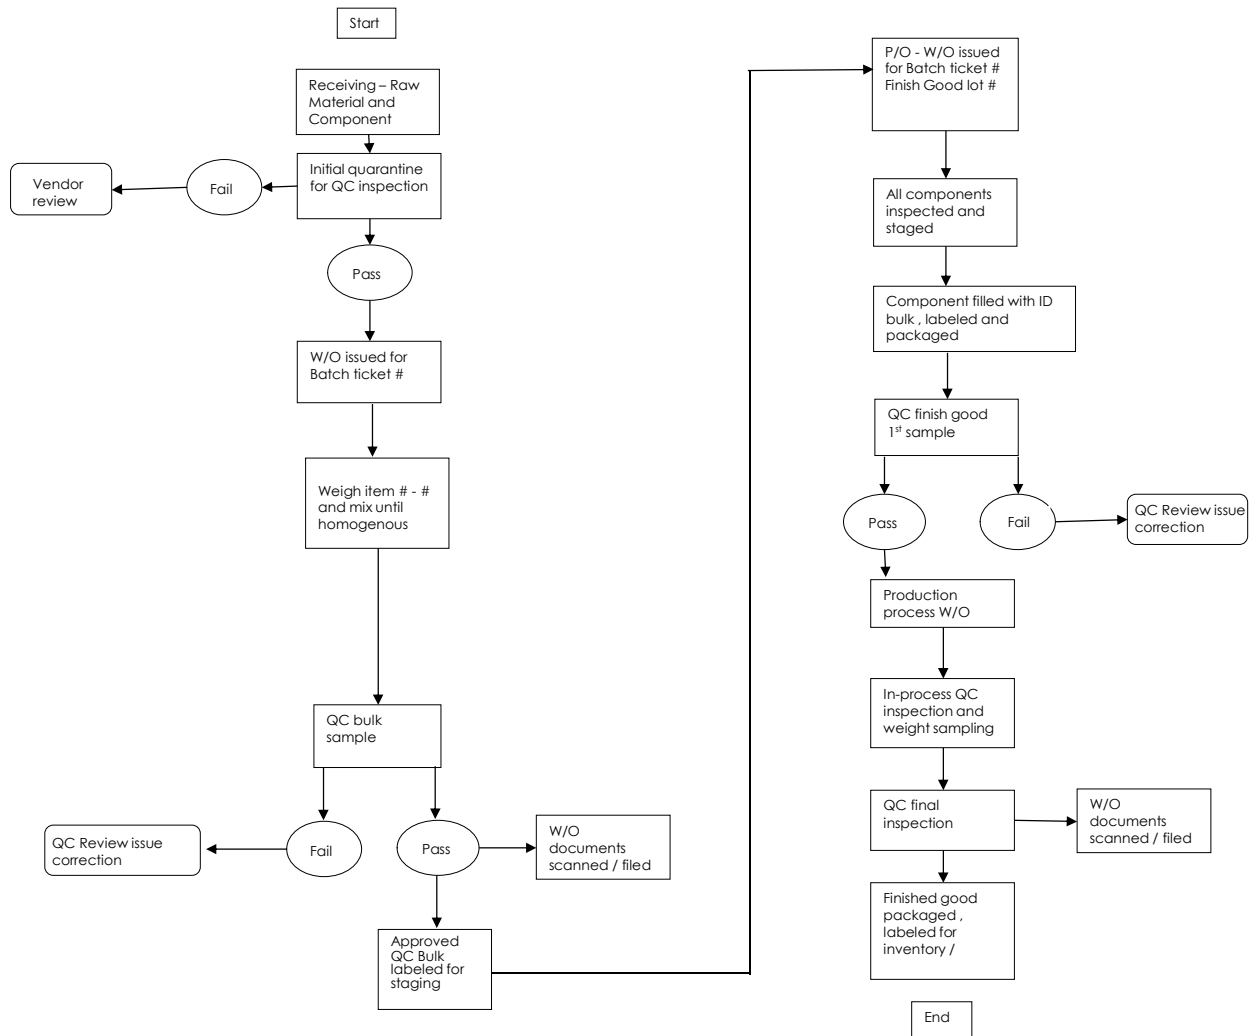 Start
Receiving – Raw
Material and
Component
Initial quarantine
for QC inspection
Fail
Vendor
review
Pass
W/O issued for
Batch ticket #
Weigh item # - #
and mix until
homogenous
QC bulk
sample
Fail
QC Review issue
correction
Pass
W/O
documents
scanned / filed
Approved
QC Bulk
labeled for
staging
P/O - W/O issued
for Batch ticket #
Finish Good lot #
All components
inspected and
staged
Component filled with ID
bulk , labeled and
packaged
QC finish good
1st sample
Pass
Fail
QC Review issue
correction
Production
process W/O
In-process QC
inspection and
weight sampling
QC final
inspection
W/O
documents
scanned / filed
Finished good
packaged ,
labeled for
inventory /
End